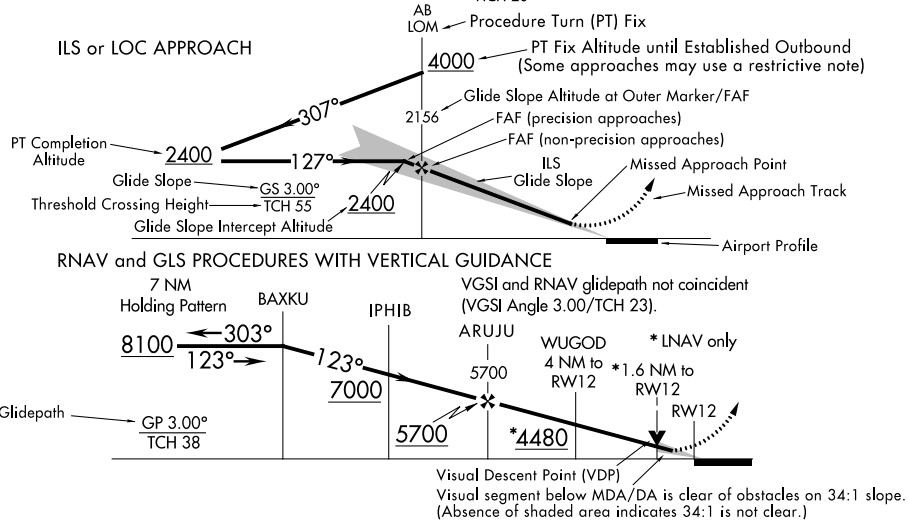 AB
LOM
Procedure Turn (PT) Fix
ILS or LOC APPROACH
4000
PT Fix Altitude until Established Outbound
(Some approaches may use a restrictive note)
307°
Glide Slope Altitude at Outer Marker/FAF
2156
FAF (precision approaches)
FAF (non-precision approaches)
PT Completion
Altitude
2400
127°
ILS
Glide Slope
Missed Approach Point
Missed Approach Track
Glide Slope
GS 3.00°
Threshold Crossing Height
TCH 55
2400
Glide Slope Intercept Altitude
Airport Profile
RNAV and GLS PROCEDURES WITH VERTICAL GUIDANCE
7 NM
Holding Pattern
BAXKU
IPHIB
VGSI and RNAV glidepath not coincident
(VGSI Angle 3.00/TCH 23).
ARUJU
WUGOD
4 NM to
RW12
* LNAV only
*1.6 NM to
RW12
RW12
8100
303°
123°
123°
7000
5700
5700
*4480
Glidepath
GP 3.00°
TCH 38
Visual Descent Point (VDP)
Visual segment below MDA/DA is clear of obstacles on 34:1 slope.
(Absence of shaded area indicates 34:1 is not clear.)